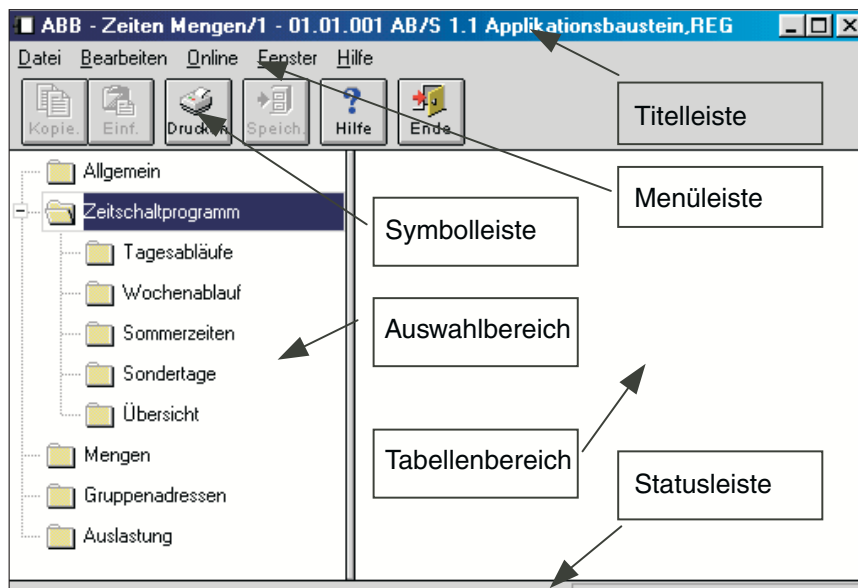 ABB - Zeiten Mengen/1 - 01.01.001 AB/S 1.1 Applikationsbaustein,REG
Datei Bearbeiten Online Fenster Hilfe
Kopie. Einf. Drucken Speich. Hilfe Ende
Titelleiste
Menüleiste
Symbolleiste
Auswahlbereich
Tabellenbereich
Statusleiste
Allgemein
Zeitschaltprogramm
Tagesabläufe
Wochenablauf
Sommerzeiten
Sondertage
Übersicht
Mengen
Gruppenadressen
Auslastung